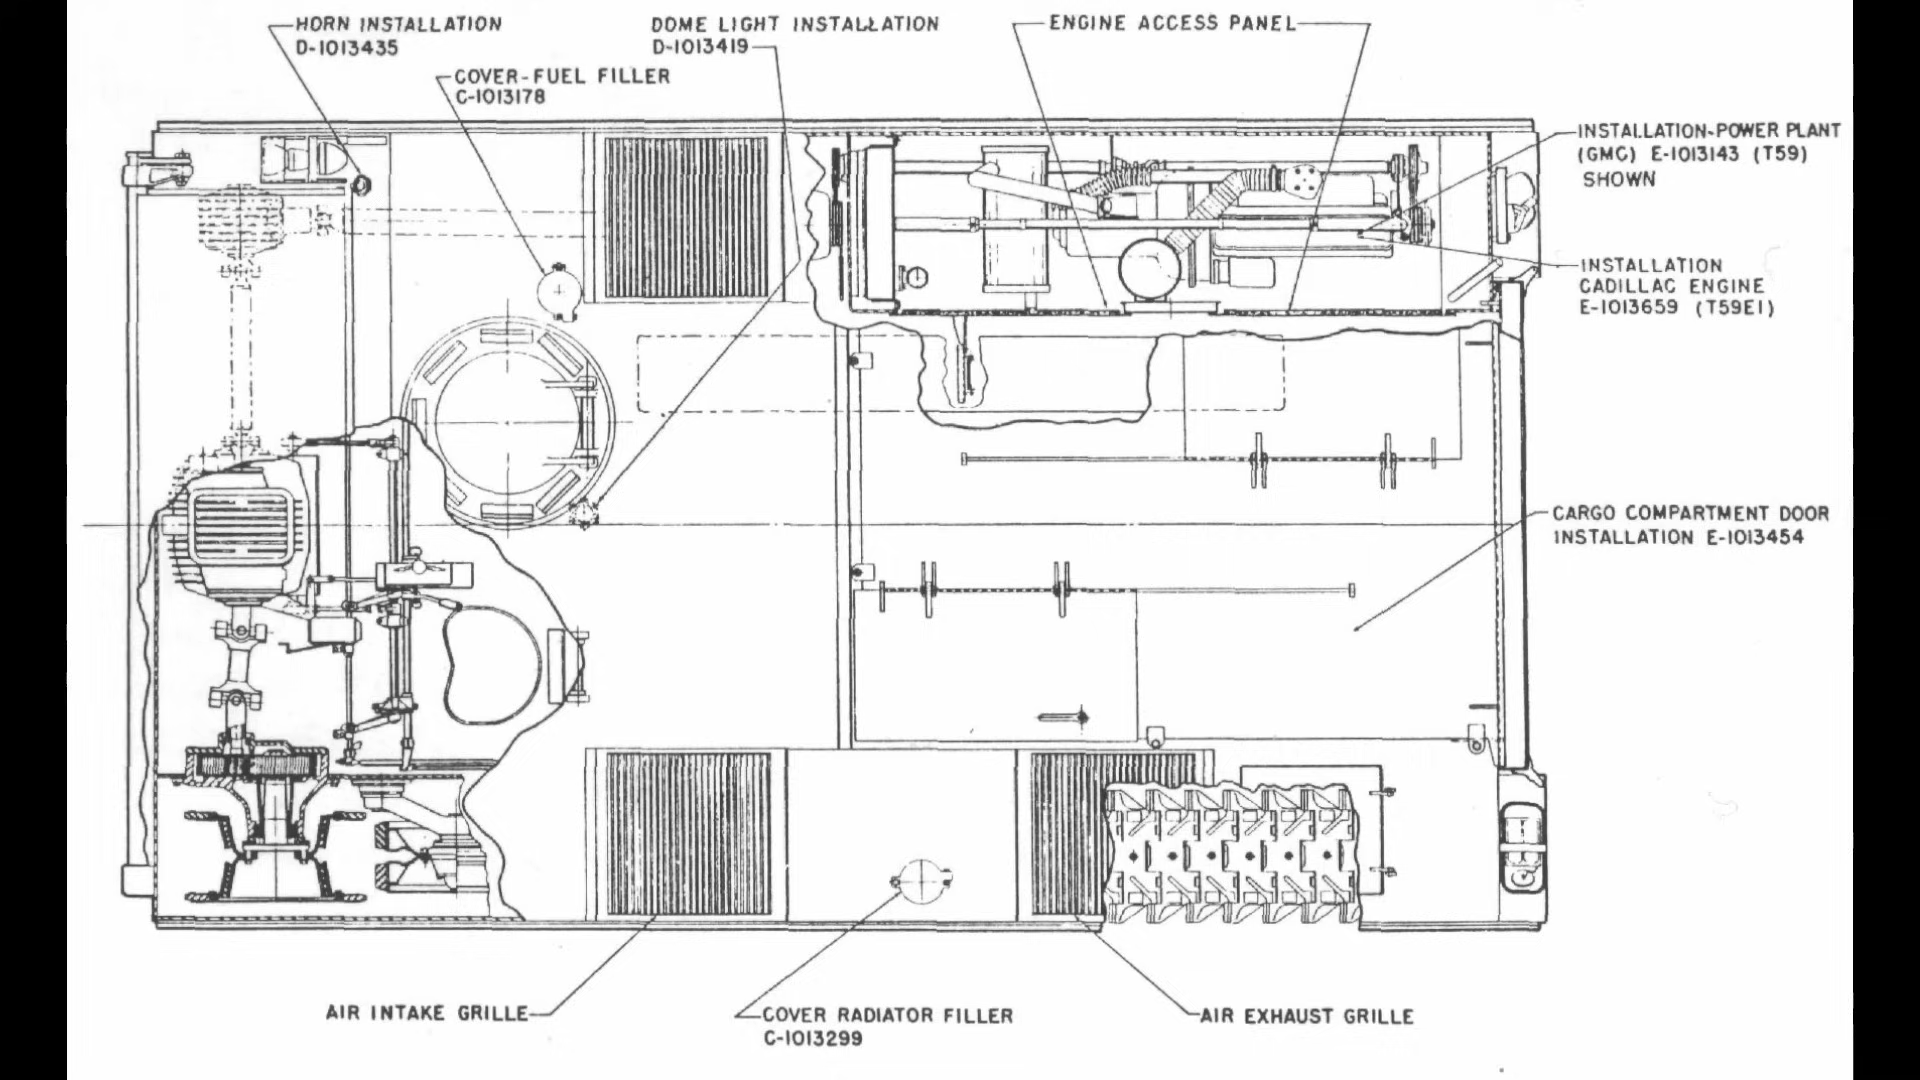 HORN INSTALLATION
D-1013435
DOME LIGHT INSTALLATION
D-1013419
ENGINE ACCESS PANEL
COVER-FUEL FILLER
C-1013178
INSTALLATION-POWER PLANT
(GMC) E-1013143 (T59)
SHOWN
INSTALLATION
CADILLAC ENGINE
E-1013659 (T59E1)
CARGO COMPARTMENT DOOR
INSTALLATION E-1013454
AIR INTAKE GRILLE
COVER RADIATOR FILLER
C-1013299
AIR EXHAUST GRILLE